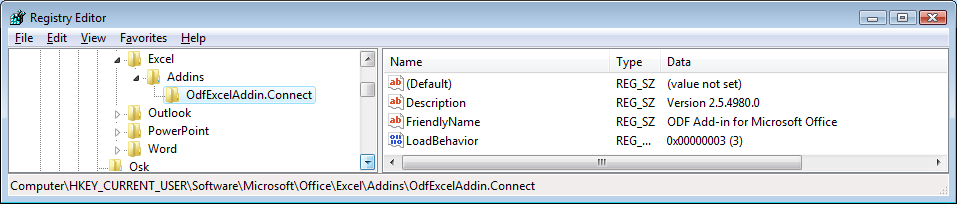 Registry Editor
File Edit View Favorites Help
Excel
Addins
OdfExcelAddin.Connect
Outlook
PowerPoint
Word
Osk
Name Type Data
(Default) REG_SZ (value not set)
Description REG_SZ Version 2.5.4980.0
FriendlyName REG_SZ ODF Add-in for Microsoft Office
LoadBehavior REG_... 0x00000003 (3)
Computer\HKEY_CURRENT_USER\Software\Microsoft\Office\Excel\Addins\OdfExcelAddin.Connect